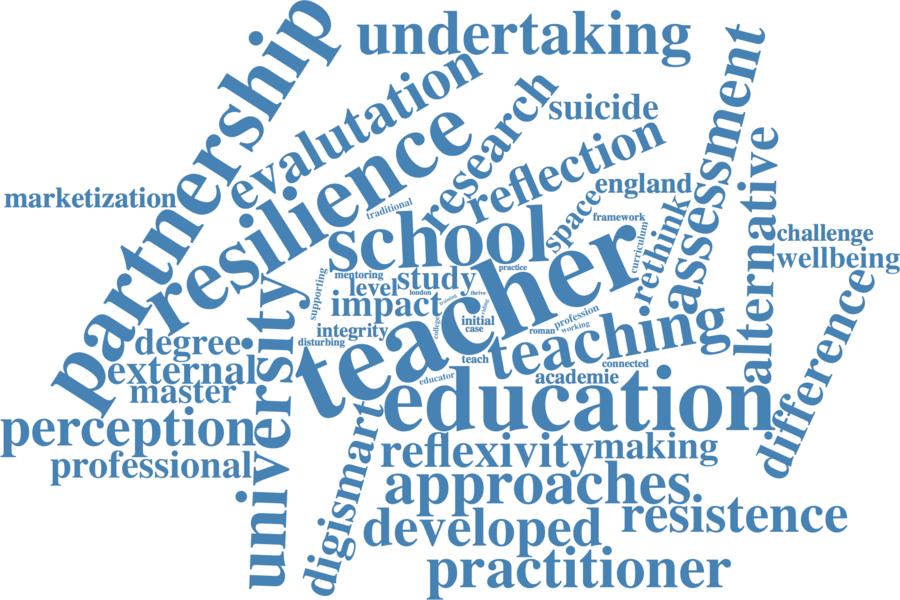 undertaking
partnership
evalutation
resilience
research
suicide
reflection
assessment
marketization
traditional
england
alternative
school
space
framework
curriculum
rethink
challenge
wellbeing
supporting
mentoring
study
practice
level
london
training
thrive
teacher
impact
college
initial
case
roman
profession
working
integrity
disturbing
degree
external
master
university
teach
teaching
connected
educator
academie
education
difference
perception
professional
digismart
reflexivity
making
approaches
developed
resistence
practitioner